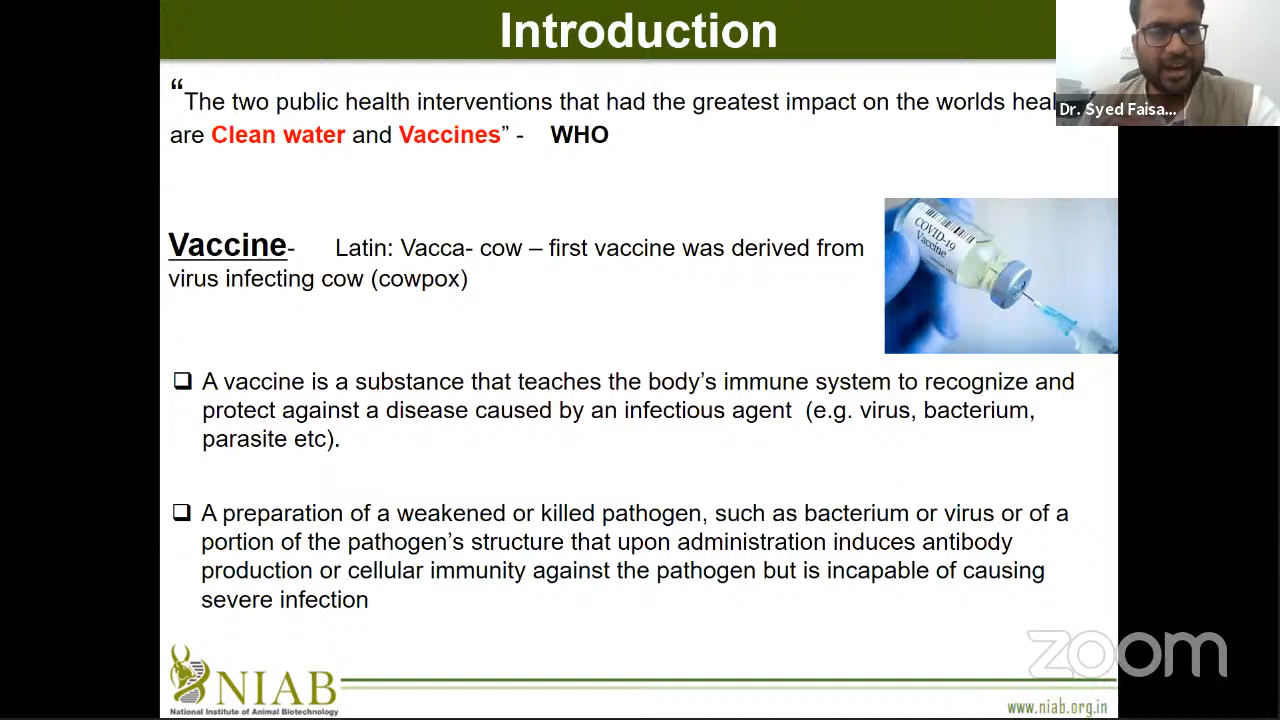 Introduction
“The two public health interventions that had the greatest impact on the worlds
are Clean water and Vaccines” - WHO
Dr. Syed Faisa...
Vaccine- Latin: Vacca- cow – first vaccine was derived from
virus infecting cow (cowpox)
COVID-19
Vaccine
❑ A vaccine is a substance that teaches the body’s immune system to recognize and
protect against a disease caused by an infectious agent (e.g. virus, bacterium,
parasite etc).
❑ A preparation of a weakened or killed pathogen, such as bacterium or virus or of a
portion of the pathogen’s structure that upon administration induces antibody
production or cellular immunity against the pathogen but is incapable of causing
severe infection
zoom
NIAB
National Institute of Animal Biotechnology
www.niab.org.in